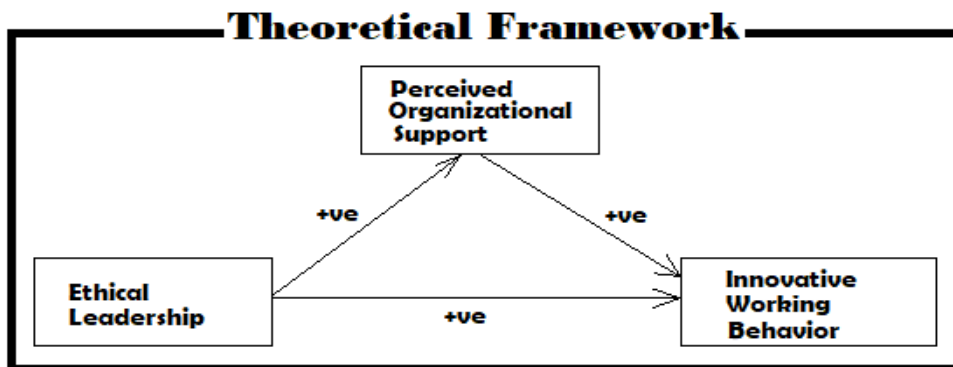 Theoretical Framework
Perceived
Organizational
Support
+ve
+ve
Ethical
Leadership
+ve
Innovative
Working
Behavior